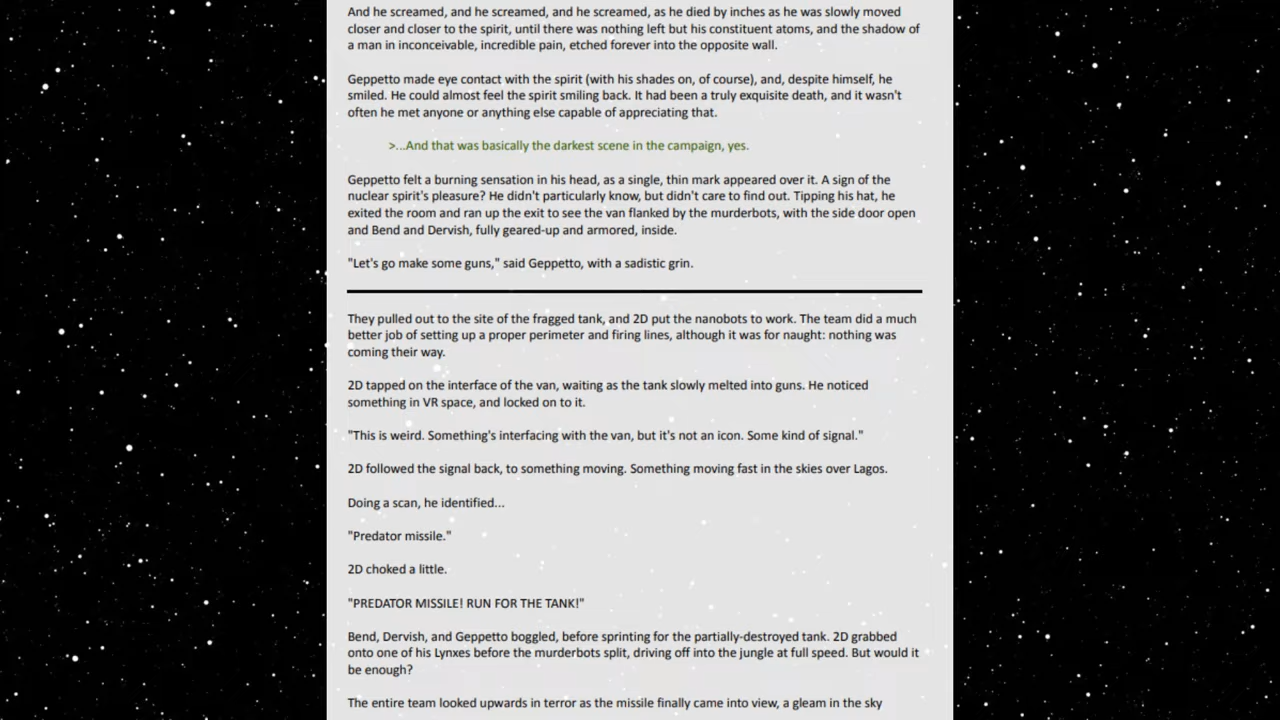 And he screamed, and he screamed, and he screamed, as he died by inches as he was slowly moved
closer and closer to the spirit, until there was nothing left but his constituent atoms, and the shadow of
a man in inconceivable, incredible pain, etched forever into the opposite wall.
Geppetto made eye contact with the spirit (with his shades on, of course), and, despite himself, he
smiled. He could almost feel the spirit smiling back. It had been a truly exquisite death, and it wasn't
often he met anyone or anything else capable of appreciating that.
>...And that was basically the darkest scene in the campaign, yes.
Geppetto felt a burning sensation in his head, as a single, thin mark appeared over it. A sign of the
nuclear spirit's pleasure? He didn't particularly know, but didn't care to find out. Tipping his hat, he
exited the room and ran up the exit to see the van flanked by the murderbots, with the side door open
and Bend and Dervish, fully geared-up and armored, inside.
"Let's go make some guns," said Geppetto, with a sadistic grin.
They pulled out to the site of the fragged tank, and 2D put the nanobots to work. The team did a much
better job of setting up a proper perimeter and firing lines, although it was for naught: nothing was
coming their way.
2D tapped on the interface of the van, waiting as the tank slowly melted into guns. He noticed
something in VR space, and locked on to it.
"This is weird. Something's interfacing with the van, but it's not an icon. Some kind of signal."
2D followed the signal back, to something moving. Something moving fast in the skies over Lagos.
Doing a scan, he identified...
"Predator missile."
2D choked a little.
"PREDATOR MISSILE! RUN FOR THE TANK!"
Bend, Dervish, and Geppetto boggled, before sprinting for the partially-destroyed tank. 2D grabbed
onto one of his Lynxes before the murderbots split, driving off into the jungle at full speed. But would it
be enough?
The entire team looked upwards in terror as the missile finally came into view, a gleam in the sky